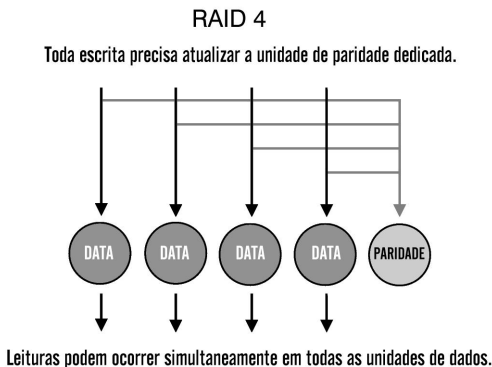 RAID 4
Toda escrita precisa atualizar a unidade de paridade dedicada.
DATA DATA DATA DATA PARIDADE
Leituras podem ocorrer simultaneamente em todas as unidades de dados.